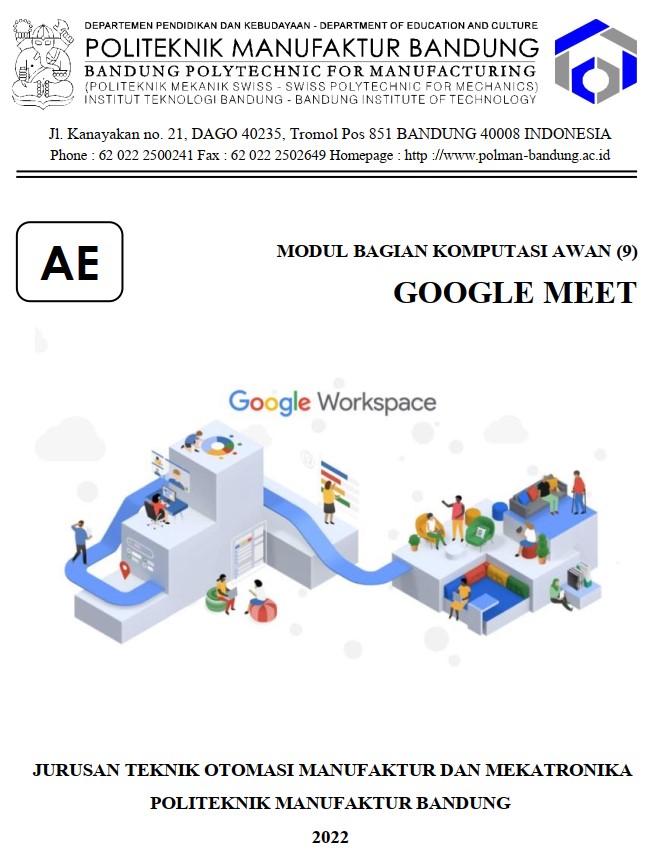 DEPARTEMEN PENDIDIKAN DAN KEBUDAYAAN - DEPARTMENT OF EDUCATION AND CULTURE
POLITEKNIK MANUFAKTUR BANDUNG
BANDUNG POLYTECHNIC FOR MANUFACTURING
(POLITEKNIK MEKANIK SWISS - SWISS POLYTECHNIC FOR MECHANICS)
INSTITUT TEKNOLOGI BANDUNG - BANDUNG INSTITUTE OF TECHNOLOGY
Jl. Kanayakan no. 21, DAGO 40235, Tromol Pos 851 BANDUNG 40008 INDONESIA
Phone : 62 022 2500241 Fax : 62 022 2502649 Homepage : http ://www.polman-bandung.ac.id
AE
MODUL BAGIAN KOMPUTASI AWAN (9)
GOOGLE MEET
Google Workspace
JURUSAN TEKNIK OTOMASI MANUFAKTUR DAN MEKATRONIKA
POLITEKNIK MANUFAKTUR BANDUNG
2022